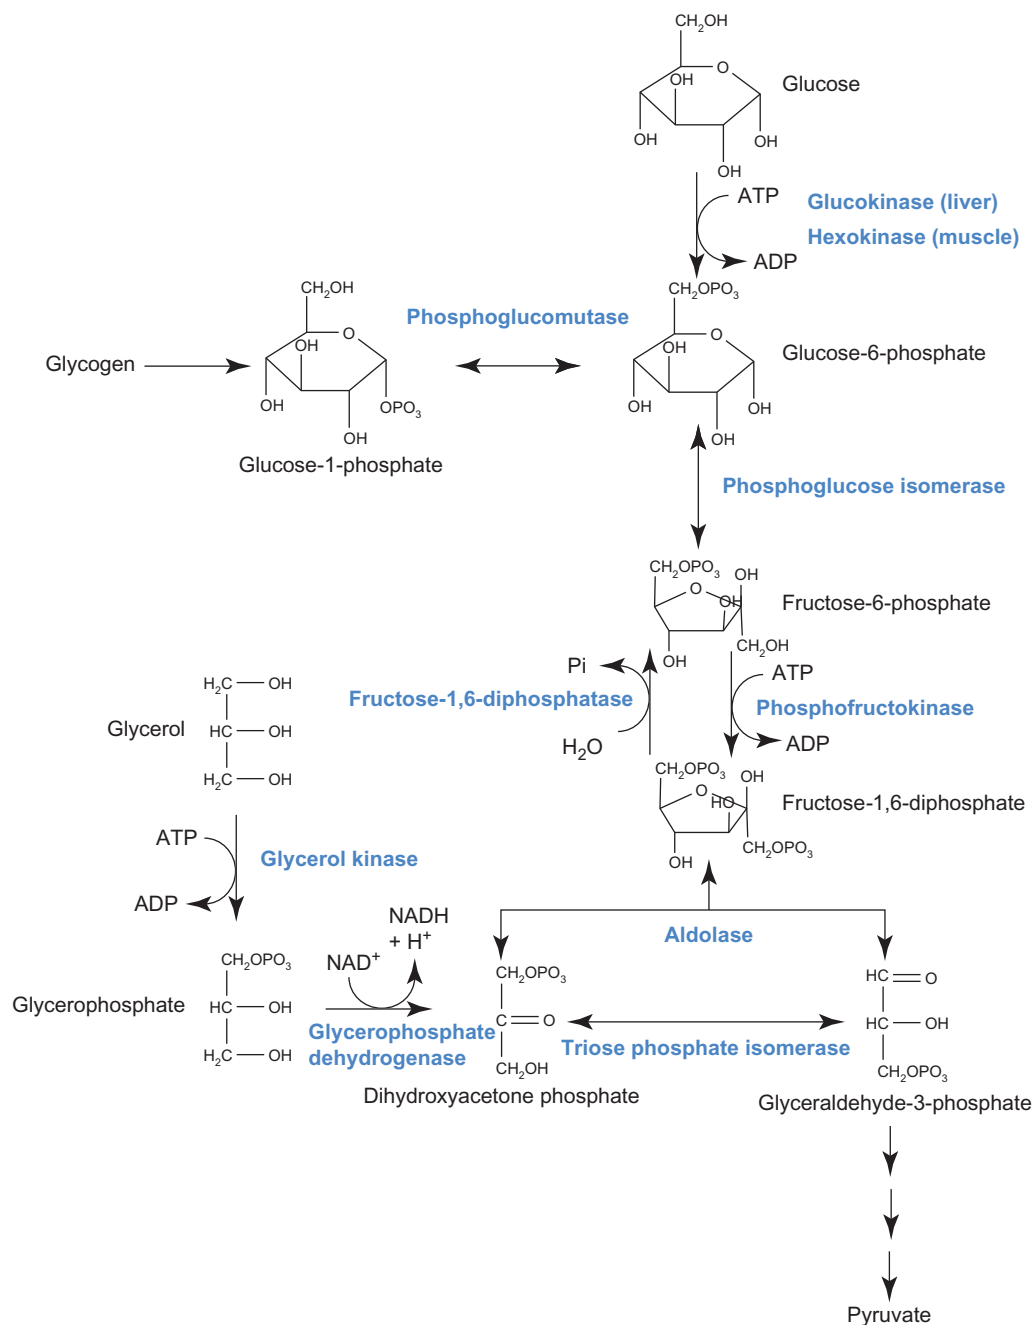 CH2OH
O
OH
Glucose
OH
OH
OH
ATP
Glucokinase (liver)
Hexokinase (muscle)
ADP
CH2OH
CH2OPO3
Phosphoglucomutase
O
OH
O
OH
Glycogen
Glucose-6-phosphate
OH
OPO3
OH
OH
OH
OH
Glucose-1-phosphate
Phosphoglucose isomerase
CH2OPO3
OH
O
OH
Fructose-6-phosphate
CH2OH
OH
Pi
ATP
H2C OH
Fructose-1,6-diphosphatase
Phosphofructokinase
Glycerol
HC OH
ADP
H2O
H2C OH
CH2OPO3
OH
O
HO
Fructose-1,6-diphosphate
ATP
CH2OPO3
OH
Glycerol kinase
ADP
NADH
+ H+
Aldolase
NAD+
CH2OPO3
CH2OPO3
HC O
Glycerophosphate
HC OH
C O
HC OH
Glycerophosphate
dehydrogenase
Triose phosphate isomerase
H2C OH
CH2OH
CH2OPO3
Dihydroxyacetone phosphate
Glyceraldehyde-3-phosphate
Pyruvate